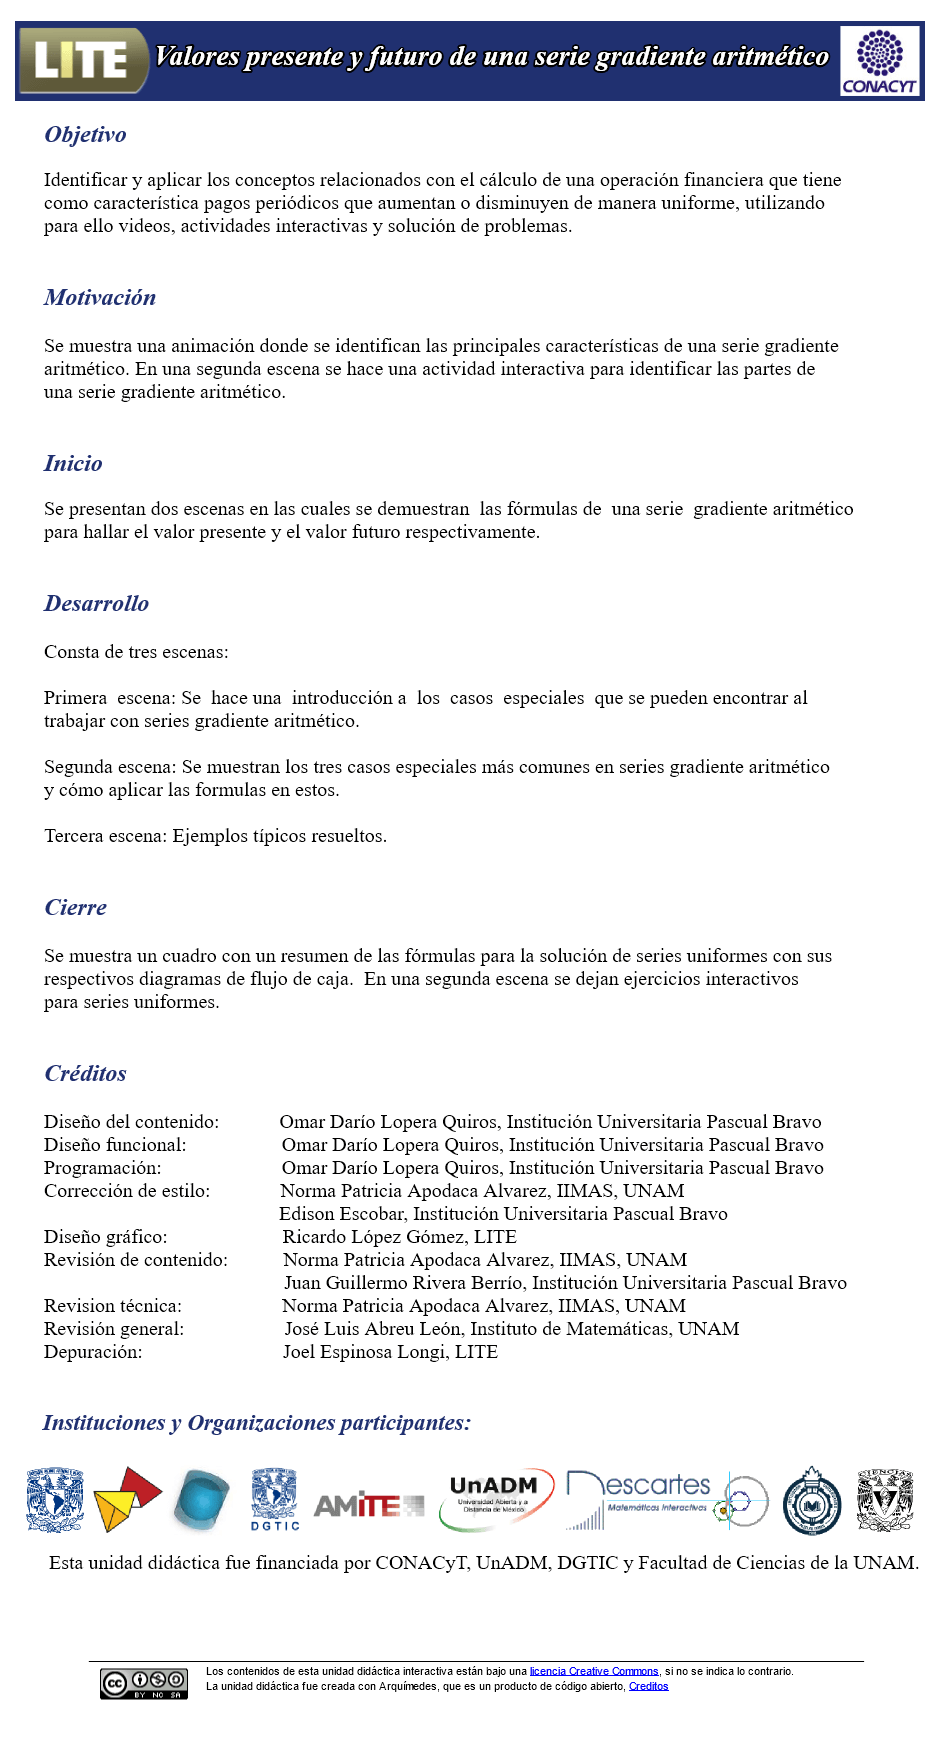 LITE
Valores presente y futuro de una serie gradiente aritmético
CONACYT
Objetivo
Identificar y aplicar los conceptos relacionados con el cálculo de una operación financiera que tiene
como característica pagos periódicos que aumentan o disminuyen de manera uniforme, utilizando
para ello videos, actividades interactivas y solución de problemas.
Motivación
Se muestra una animación donde se identifican las principales características de una serie gradiente
aritmético. En una segunda escena se hace una actividad interactiva para identificar las partes de
una serie gradiente aritmético.
Inicio
Se presentan dos escenas en las cuales se demuestran las fórmulas de una serie gradiente aritmético
para hallar el valor presente y el valor futuro respectivamente.
Desarrollo
Consta de tres escenas:
Primera escena: Se hace una introducción a los casos especiales que se pueden encontrar al
trabajar con series gradiente aritmético.
Segunda escena: Se muestran los tres casos especiales más comunes en series gradiente aritmético
y cómo aplicar las formulas en estos.
Tercera escena: Ejemplos típicos resueltos.
Cierre
Se muestra un cuadro con un resumen de las fórmulas para la solución de series uniformes con sus
respectivos diagramas de flujo de caja. En una segunda escena se dejan ejercicios interactivos
para series uniformes.
Créditos
Diseño del contenido: Omar Darío Lopera Quiros, Institución Universitaria Pascual Bravo
Diseño funcional: Omar Darío Lopera Quiros, Institución Universitaria Pascual Bravo
Programación: Omar Darío Lopera Quiros, Institución Universitaria Pascual Bravo
Corrección de estilo: Norma Patricia Apodaca Alvarez, IIMAS, UNAM
Edison Escobar, Institución Universitaria Pascual Bravo
Diseño gráfico: Ricardo López Gómez, LITE
Revisión de contenido: Norma Patricia Apodaca Alvarez, IIMAS, UNAM
Juan Guillermo Rivera Berrío, Institución Universitaria Pascual Bravo
Revision técnica: Norma Patricia Apodaca Alvarez, IIMAS, UNAM
Revisión general: José Luis Abreu León, Instituto de Matemáticas, UNAM
Depuración: Joel Espinosa Longi, LITE
Instituciones y Organizaciones participantes:
DGTIC
AMITE
UnADM
Universidad Abierta y a
Distancia de México
Descartes
Matemáticas Interactivas
CIENCIAS
Esta unidad didáctica fue financiada por CONACyT, UnADM, DGTIC y Facultad de Ciencias de la UNAM.
Los contenidos de esta unidad didáctica interactiva están bajo una licencia Creative Commons, si no se indica lo contrario.
La unidad didáctica fue creada con Arquímedes, que es un producto de código abierto, Creditos
cc
BY NC SA